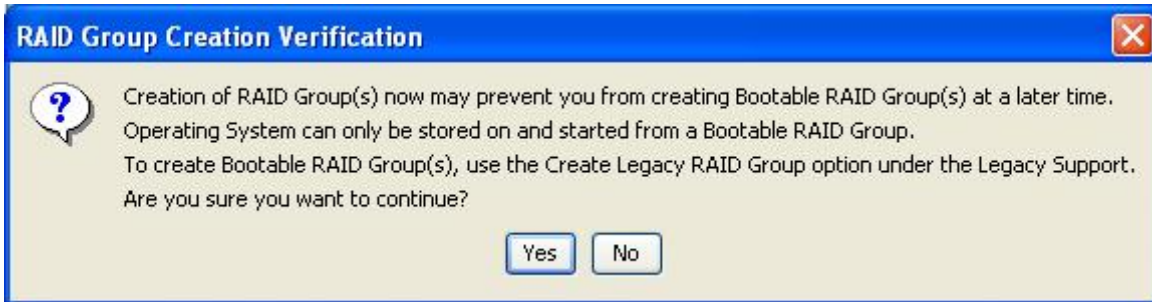 RAID Group Creation Verification
Creation of RAID Group(s) now may prevent you from creating Bootable RAID Group(s) at a later time.
Operating System can only be stored on and started from a Bootable RAID Group.
To create Bootable RAID Group(s), use the Create Legacy RAID Group option under the Legacy Support.
Are you sure you want to continue?
Yes No